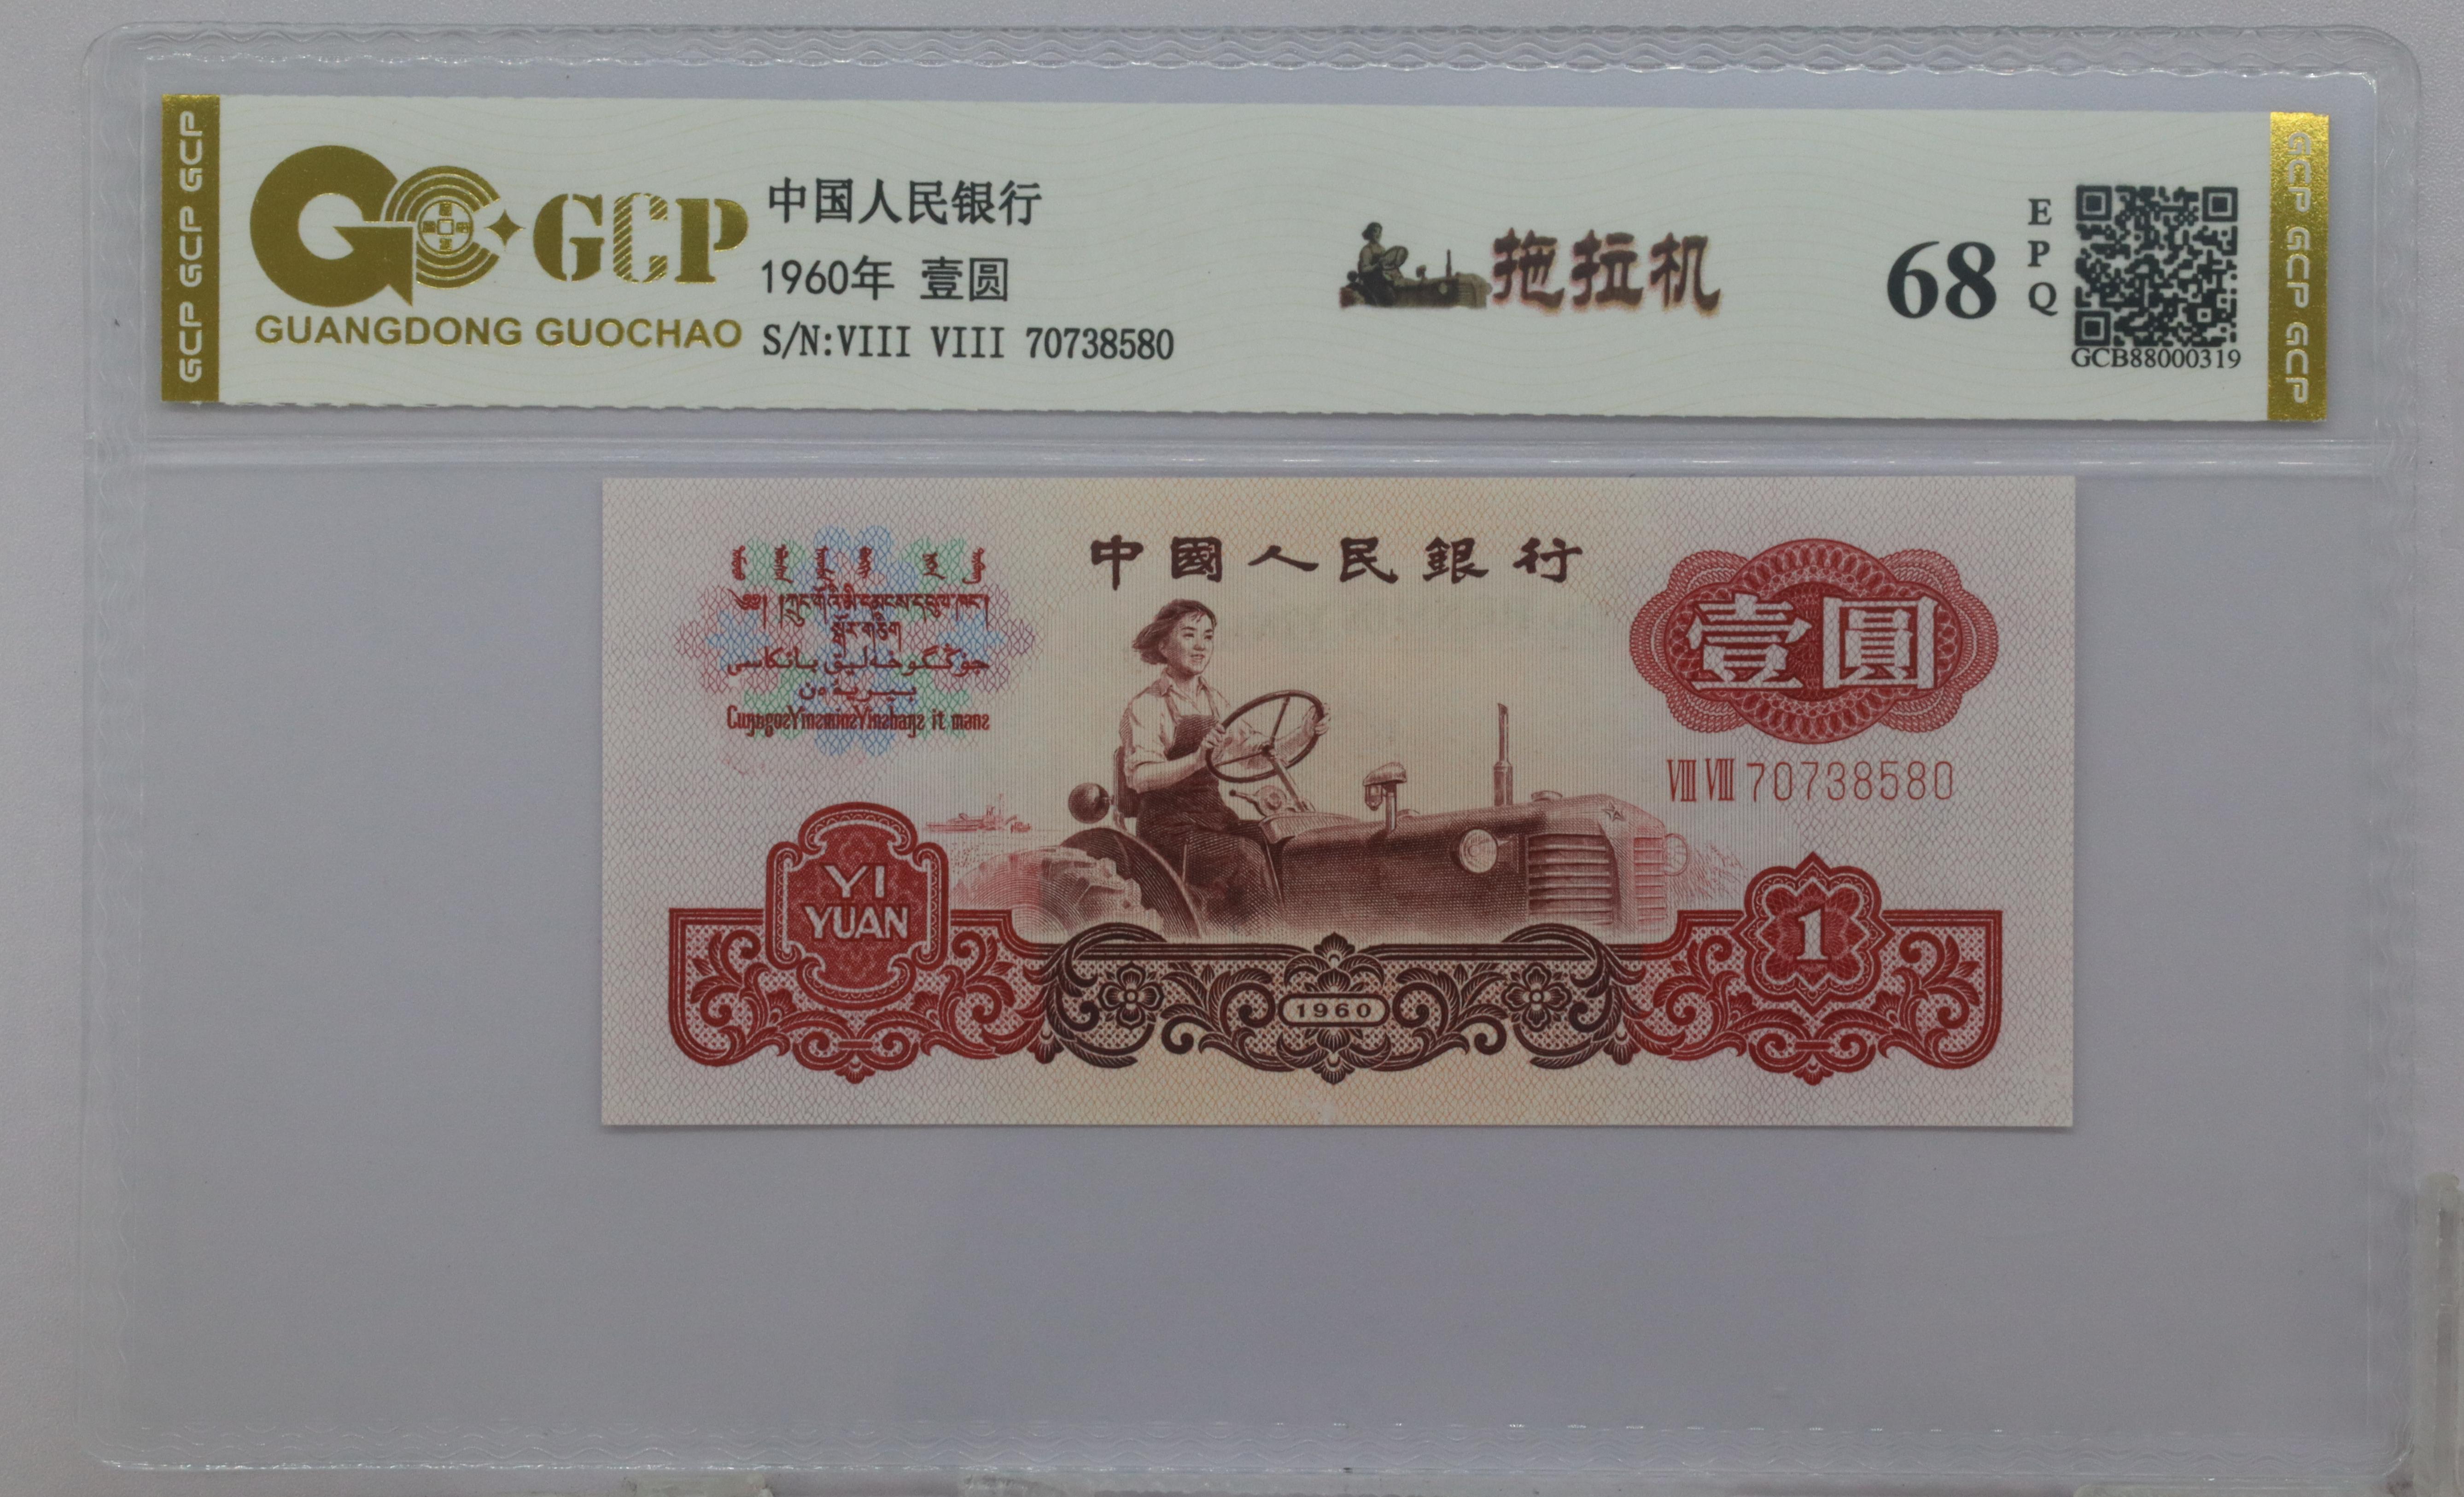 GCP GCP GCP
GCP
GUANGDONG GUOCHAO
中国人民银行
1960年 壹圆
S/N:VIII VIII 70738580
拖拉机
68
E
P
Q
GCB88000319
GCP GCP GCP
中國人民銀行
壹圓
VIII VIII 70738580
YI
YUAN
1960
1